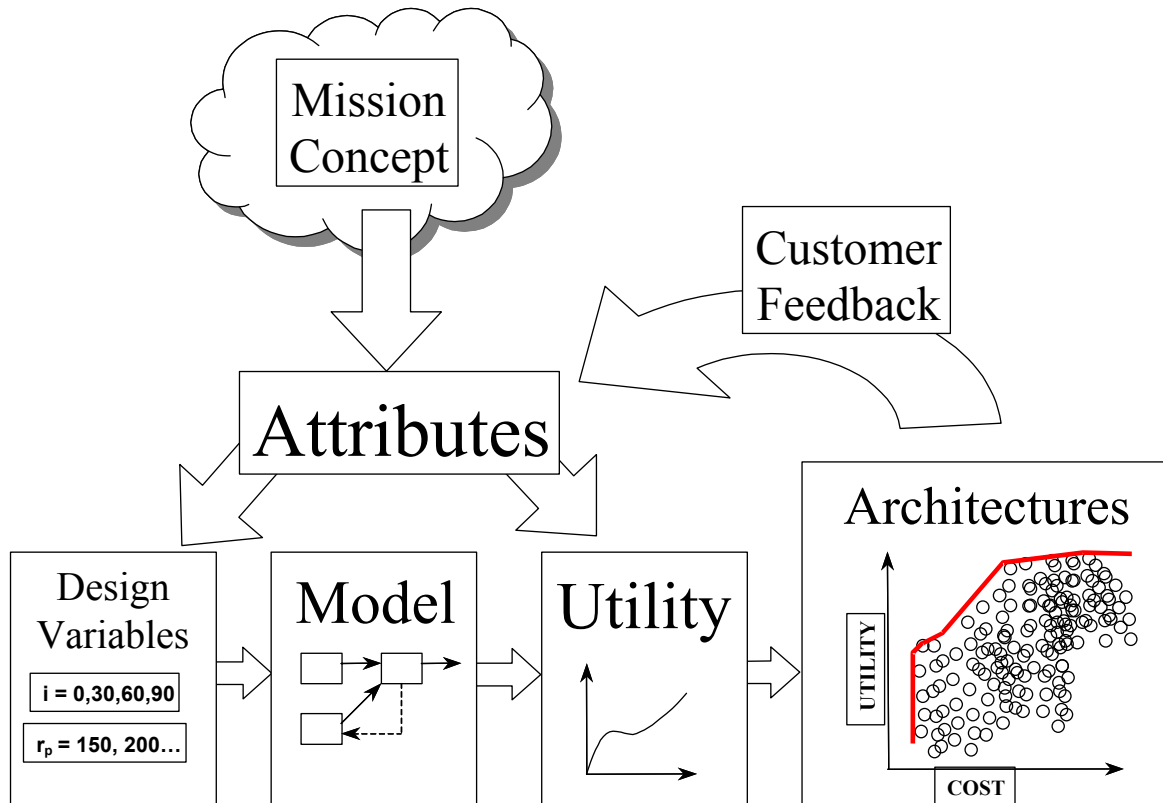 Mission
Concept
Customer
Feedback
Attributes
Design
Variables
i = 0,30,60,90
rₚ = 150, 200…
Model
Utility
Architectures
UTILITY
COST